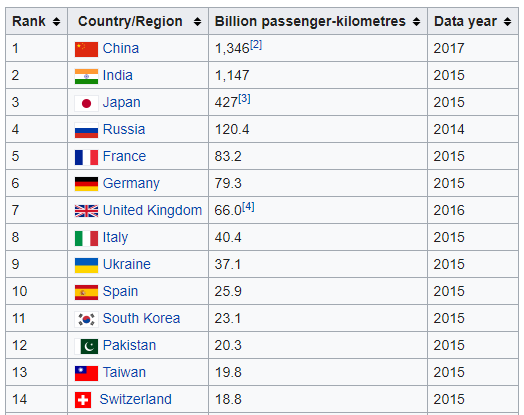 Rank Country/Region Billion passenger-kilometres Data year
1 China 1,346[2] 2017
2 India 1,147 2015
3 Japan 427[3] 2015
4 Russia 120.4 2014
5 France 83.2 2015
6 Germany 79.3 2015
7 United Kingdom 66.0[4] 2016
8 Italy 40.4 2015
9 Ukraine 37.1 2015
10 Spain 25.9 2015
11 South Korea 23.1 2015
12 Pakistan 20.3 2015
13 Taiwan 19.8 2015
14 Switzerland 18.8 2015